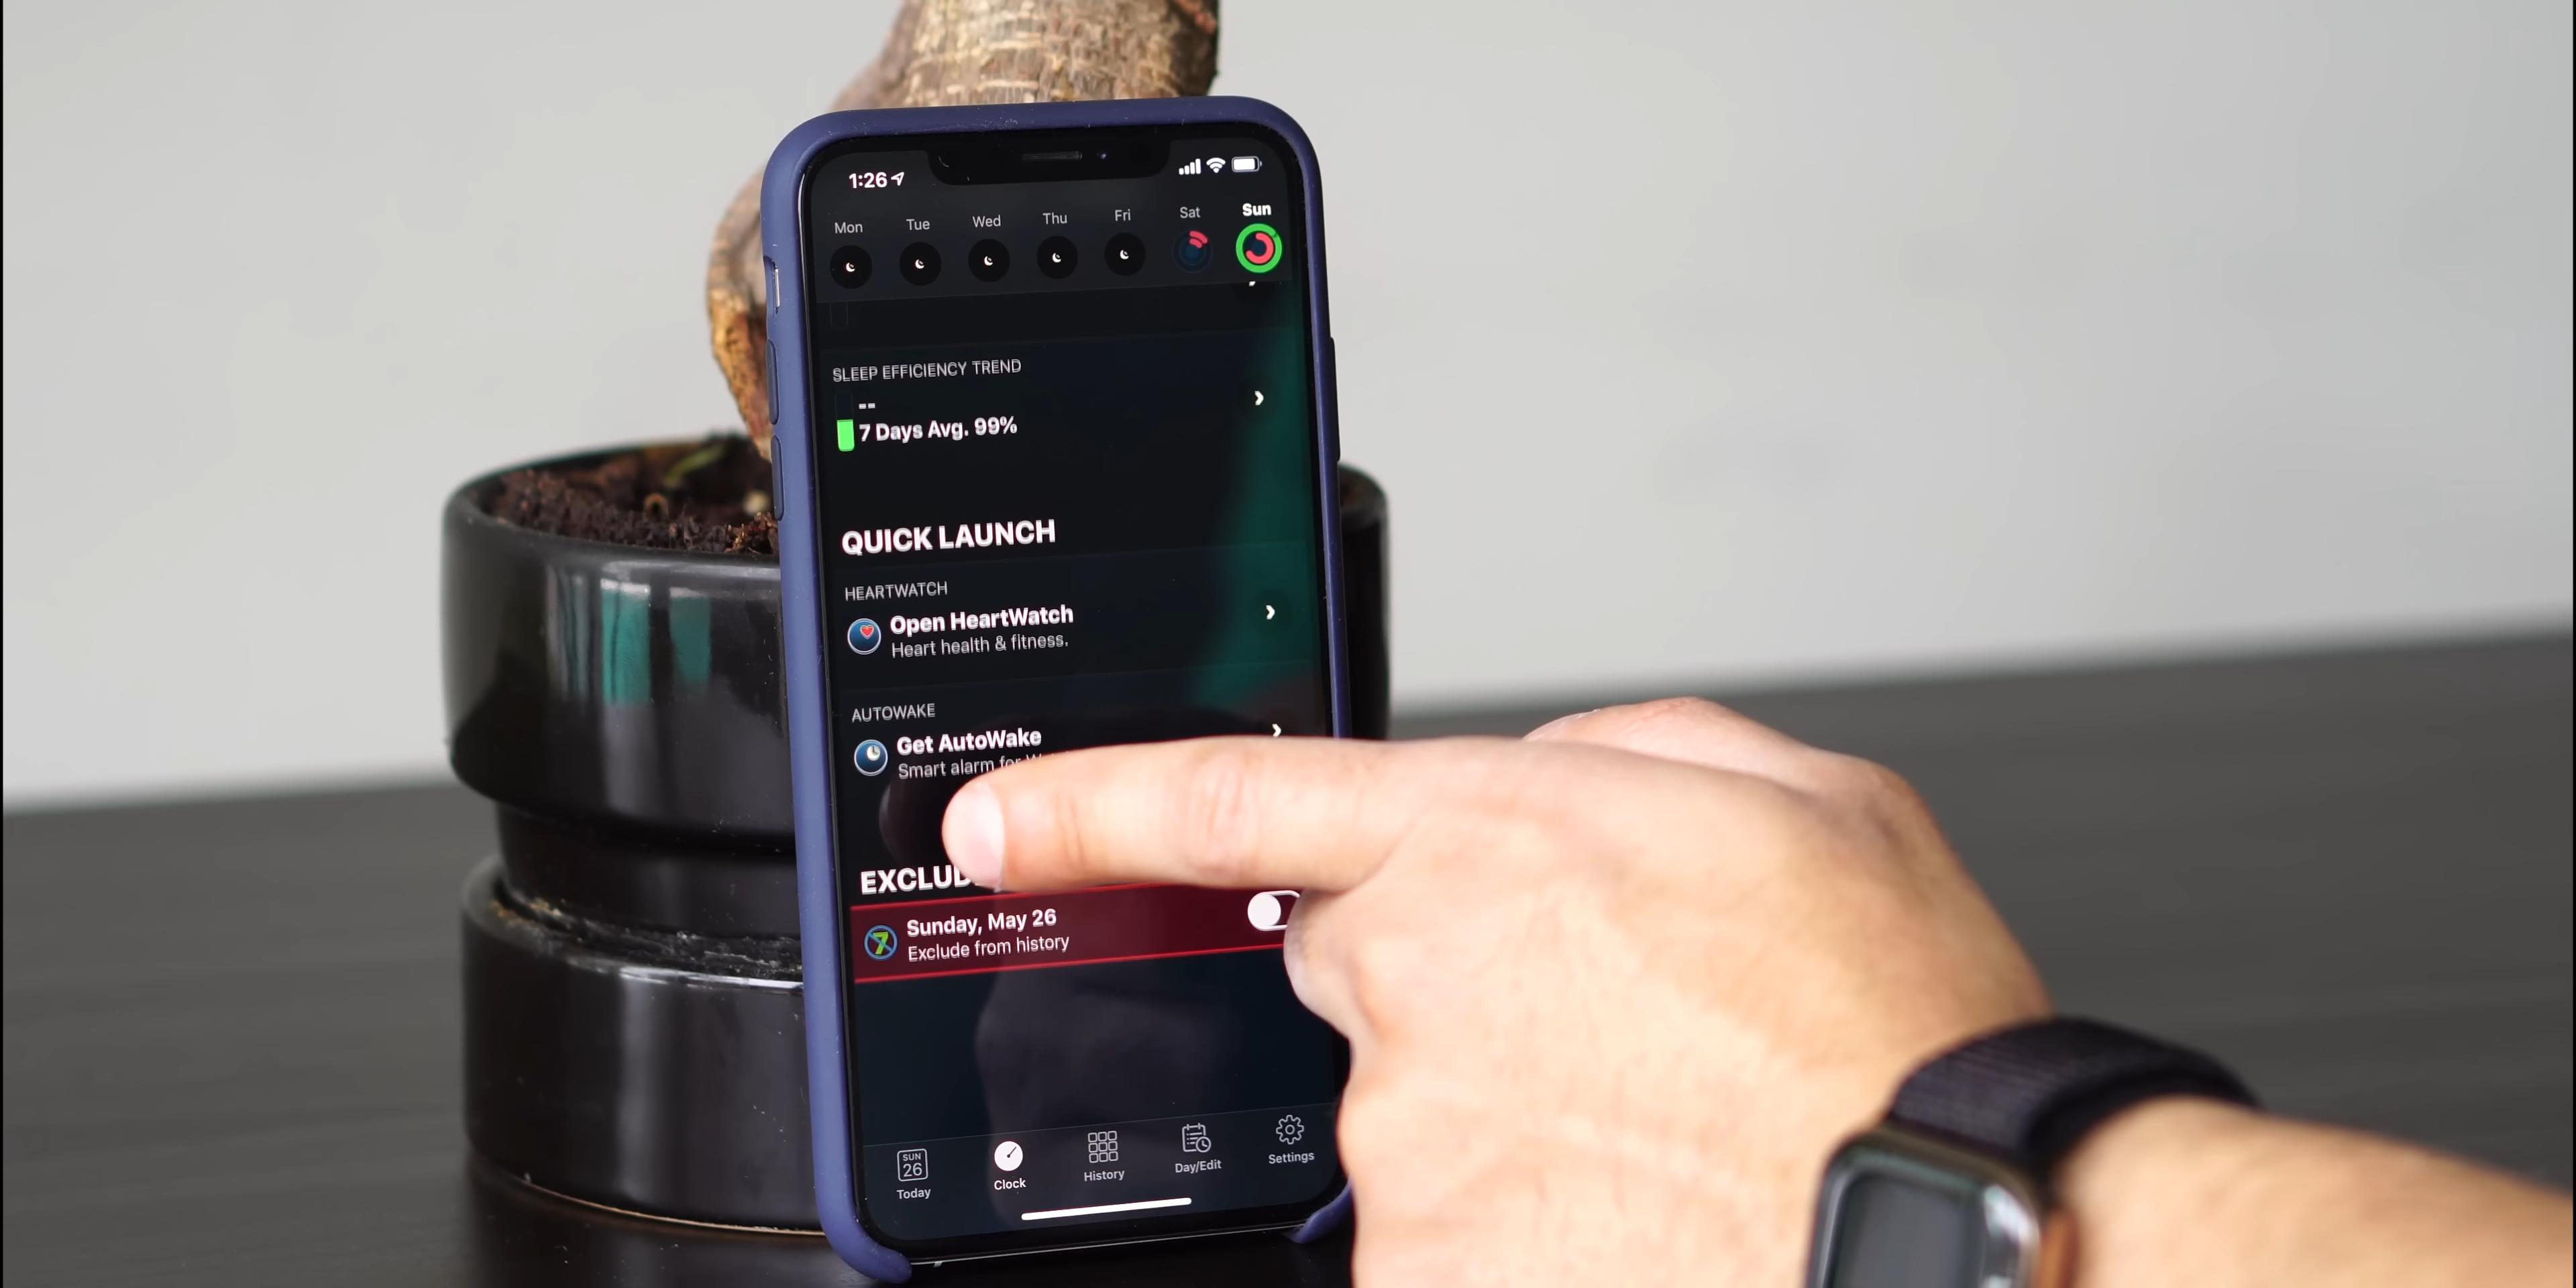 1:26
Mon Tue Wed Thu Fri Sat Sun
SLEEP EFFICIENCY TREND
--
7 Days Avg. 99%
QUICK LAUNCH
HEARTWATCH
Open HeartWatch
Heart health & fitness.
AUTOWAKE
Get AutoWake
Smart alarm for
EXCLUD
7
Sunday, May 26
Exclude from history
SUN
26
Today
Clock
History
Day/Edit
Settings